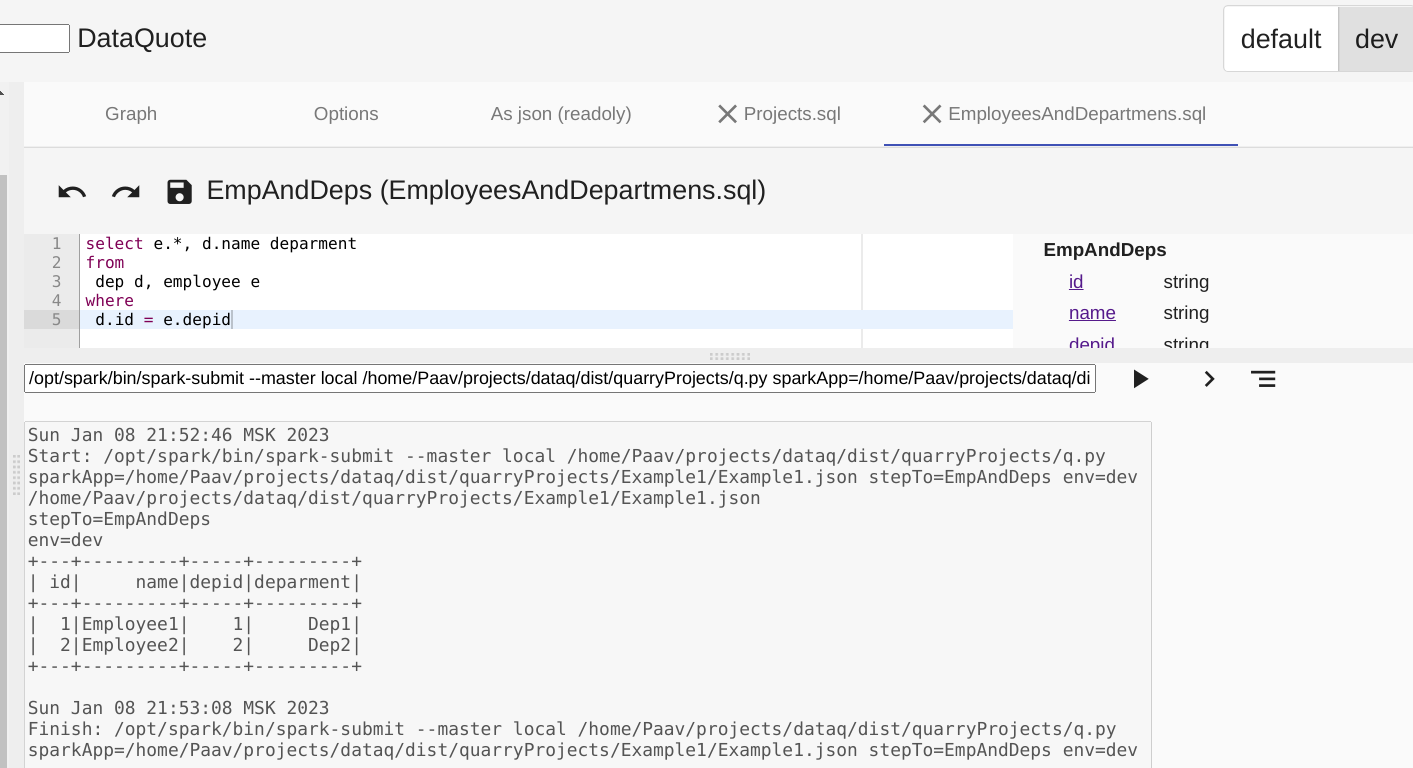 DataQuote
default dev
Graph Options As json (readoly) Projects.sql EmployeesAndDepartmens.sql
EmpAndDeps (EmployeesAndDepartmens.sql)
1 select e.*, d.name deparment
2 from
3 dep d, employee e
4 where
5 d.id = e.depid
EmpAndDeps
id string
name string
depid string
/opt/spark/bin/spark-submit --master local /home/Paav/projects/dataq/dist/quarryProjects/q.py sparkApp=/home/Paav/projects/dataq/di
Sun Jan 08 21:52:46 MSK 2023
Start: /opt/spark/bin/spark-submit --master local /home/Paav/projects/dataq/dist/quarryProjects/q.py
sparkApp=/home/Paav/projects/dataq/dist/quarryProjects/Example1/Example1.json stepTo=EmpAndDeps env=dev
/home/Paav/projects/dataq/dist/quarryProjects/Example1/Example1.json
stepTo=EmpAndDeps
env=dev
+---+---------+-----+---------+
| id|     name|depid|deparment|
+---+---------+-----+---------+
|  1|Employee1|    1|     Dep1|
|  2|Employee2|    2|     Dep2|
+---+---------+-----+---------+
Sun Jan 08 21:53:08 MSK 2023
Finish: /opt/spark/bin/spark-submit --master local /home/Paav/projects/dataq/dist/quarryProjects/q.py
sparkApp=/home/Paav/projects/dataq/dist/quarryProjects/Example1/Example1.json stepTo=EmpAndDeps env=dev